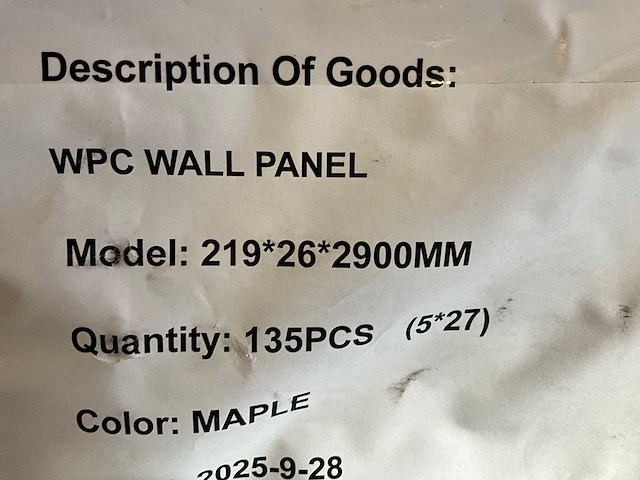 Description Of Goods:
WPC WALL PANEL
Model: 219*26*2900MM
Quantity: 135PCS (5*27)
Color: MAPLE
2025-9-28